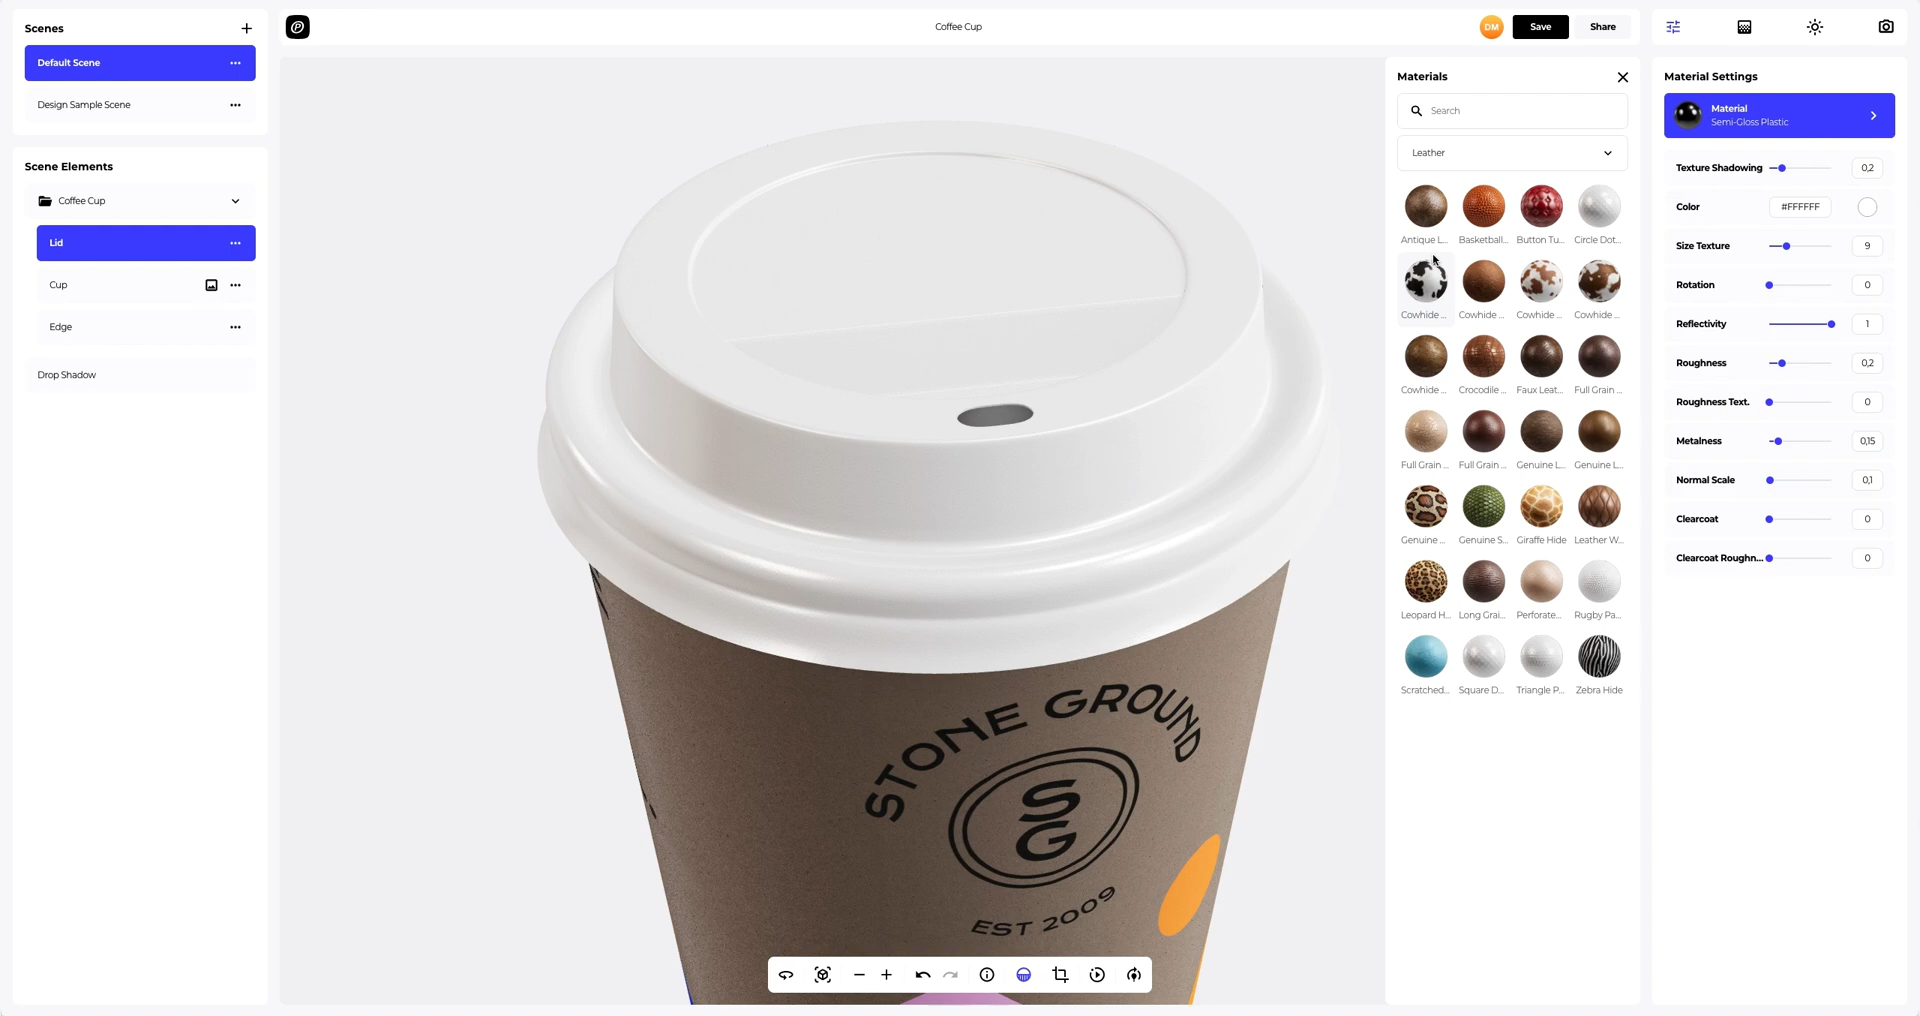 Scenes
Default Scene
Design Sample Scene
Scene Elements
Coffee Cup
Lid
Cup
Edge
Drop Shadow
Coffee Cup
DM
Save
Share
STONE GROUND
SG
EST 2009
Materials
Search
Leather
Antique L...
Basketball...
Button Tu...
Circle Dot...
Cowhide ...
Cowhide ...
Cowhide ...
Cowhide ...
Cowhide ...
Crocodile ...
Faux Leat...
Full Grain ...
Full Grain ...
Full Grain ...
Genuine L...
Genuine L...
Genuine ...
Genuine S...
Giraffe Hide
Leather W...
Leopard H...
Long Grai...
Perforate...
Rugby Pa...
Scratched...
Square D...
Triangle P...
Zebra Hide
Material Settings
Material
Semi-Gloss Plastic
Texture Shadowing 0,2
Color #FFFFFF
Size Texture 9
Rotation 0
Reflectivity 1
Roughness 0,2
Roughness Text. 0
Metalness 0,15
Normal Scale 0,1
Clearcoat 0
Clearcoat Roughn... 0